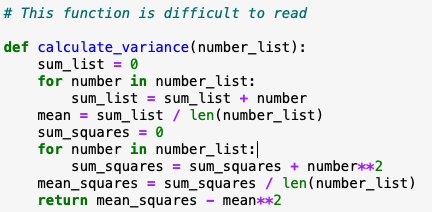 # This function is difficult to read
def calculate_variance(number_list):
    sum_list = 0
    for number in number_list:
        sum_list = sum_list + number
    mean = sum_list / len(number_list)
    sum_squares = 0
    for number in number_list:
        sum_squares = sum_squares + number**2
    mean_squares = sum_squares / len(number_list)
    return mean_squares - mean**2